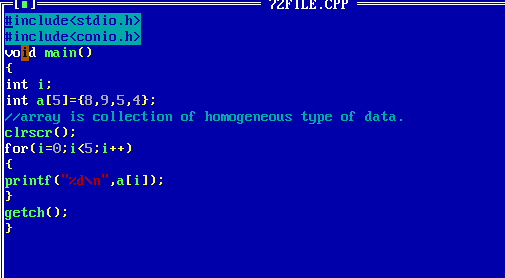 72FILE.CPP
#include<stdio.h>
#include<conio.h>
void main()
{
int i;
int a[5]={8,9,5,4};
//array is collection of homogeneous type of data.
clrscr();
for(i=0;i<5;i++)
{
printf("%d\n",a[i]);
}
getch();
}